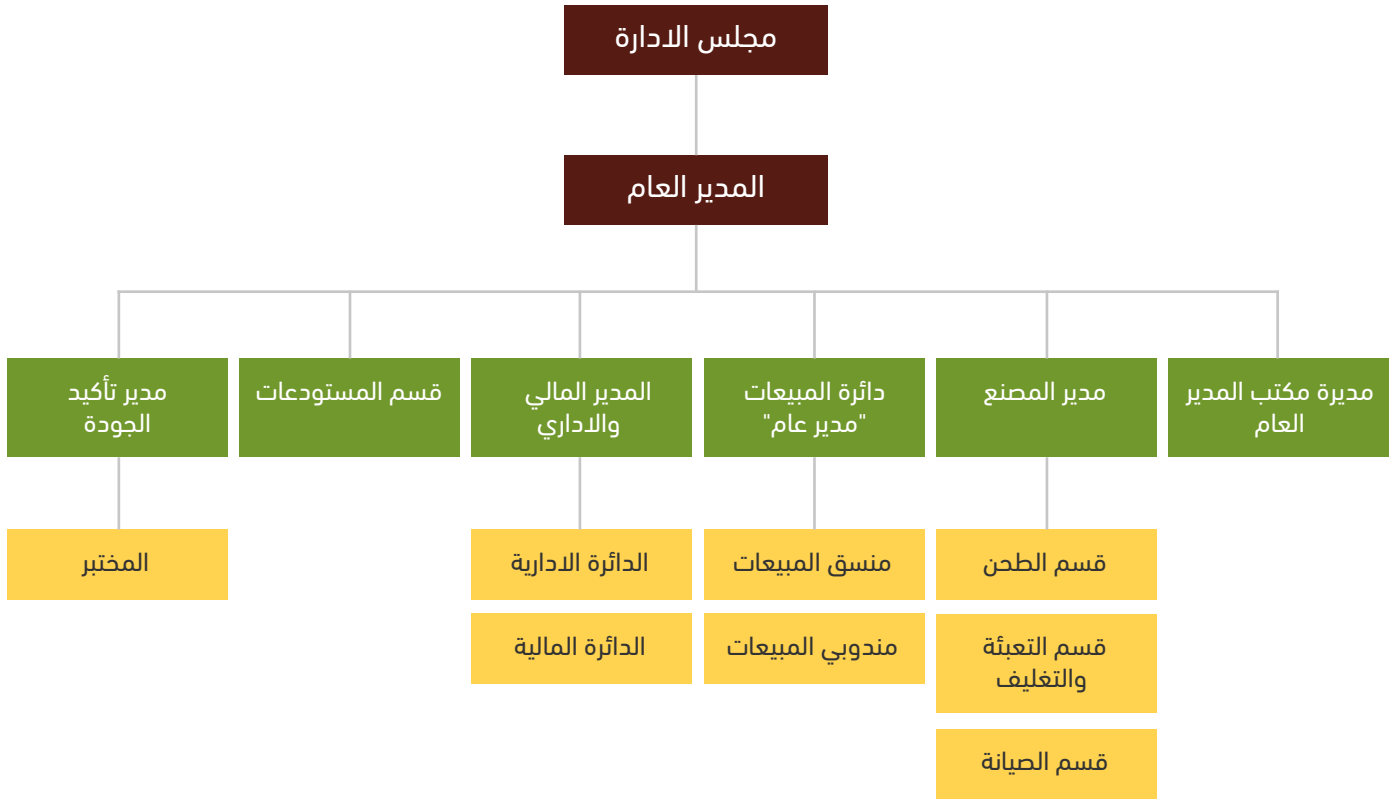 مجلس الادارة
المدير العام
مديرة مكتب المدير
العام
مدير المصنع
دائرة المبيعات
"مدير عام"
المدير المالي
والاداري
قسم المستودعات
مدير تأكيد
الجودة
قسم الطحن
منسق المبيعات
الدائرة الادارية
المختبر
قسم التعبئة
والتغليف
مندوبي المبيعات
الدائرة المالية
قسم الصيانة